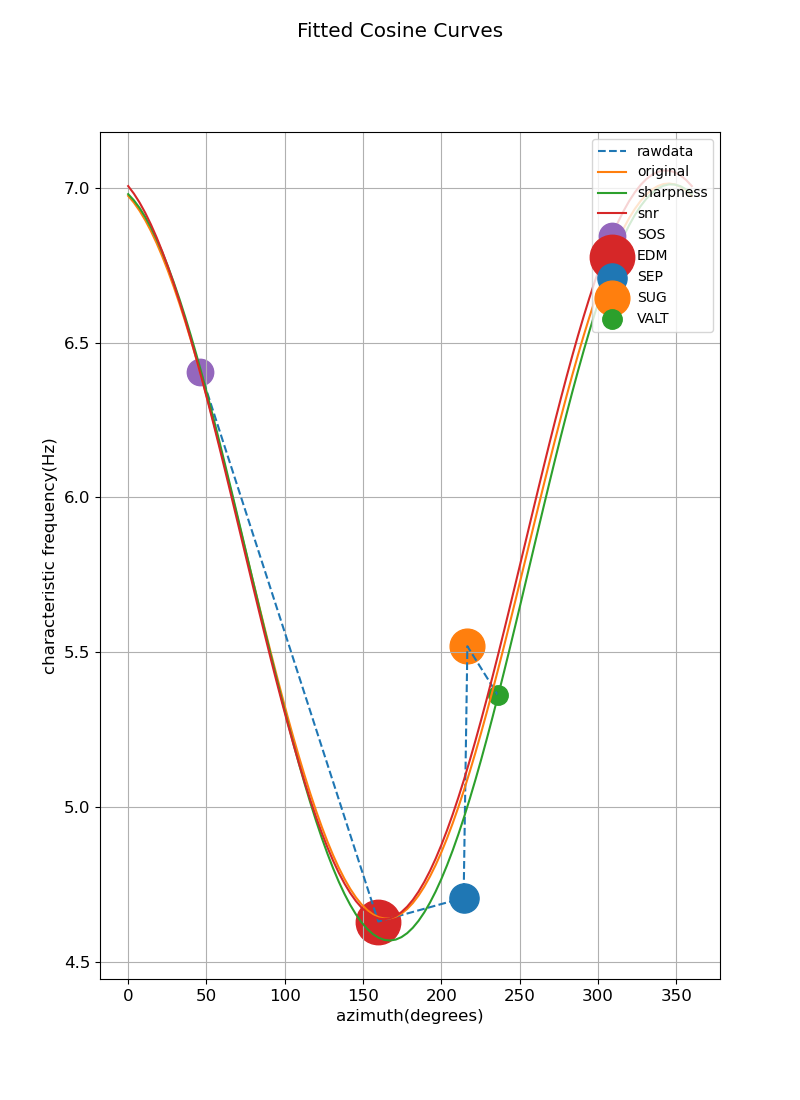 Fitted Cosine Curves
rawdata
original
sharpness
snr
SOS
EDM
SEP
SUG
VALT
7.0
6.5
6.0
5.5
5.0
4.5
characteristic frequency(Hz)
0 50 100 150 200 250 300 350
azimuth(degrees)